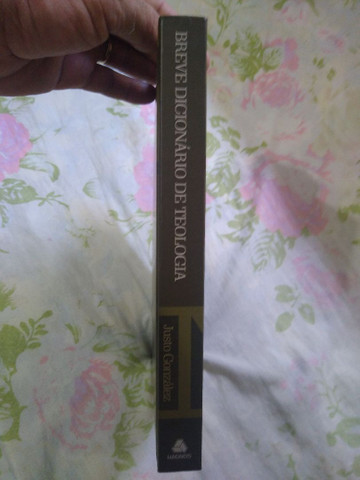 BREVE DICIONÁRIO DE TEOLOGIA
Justo González